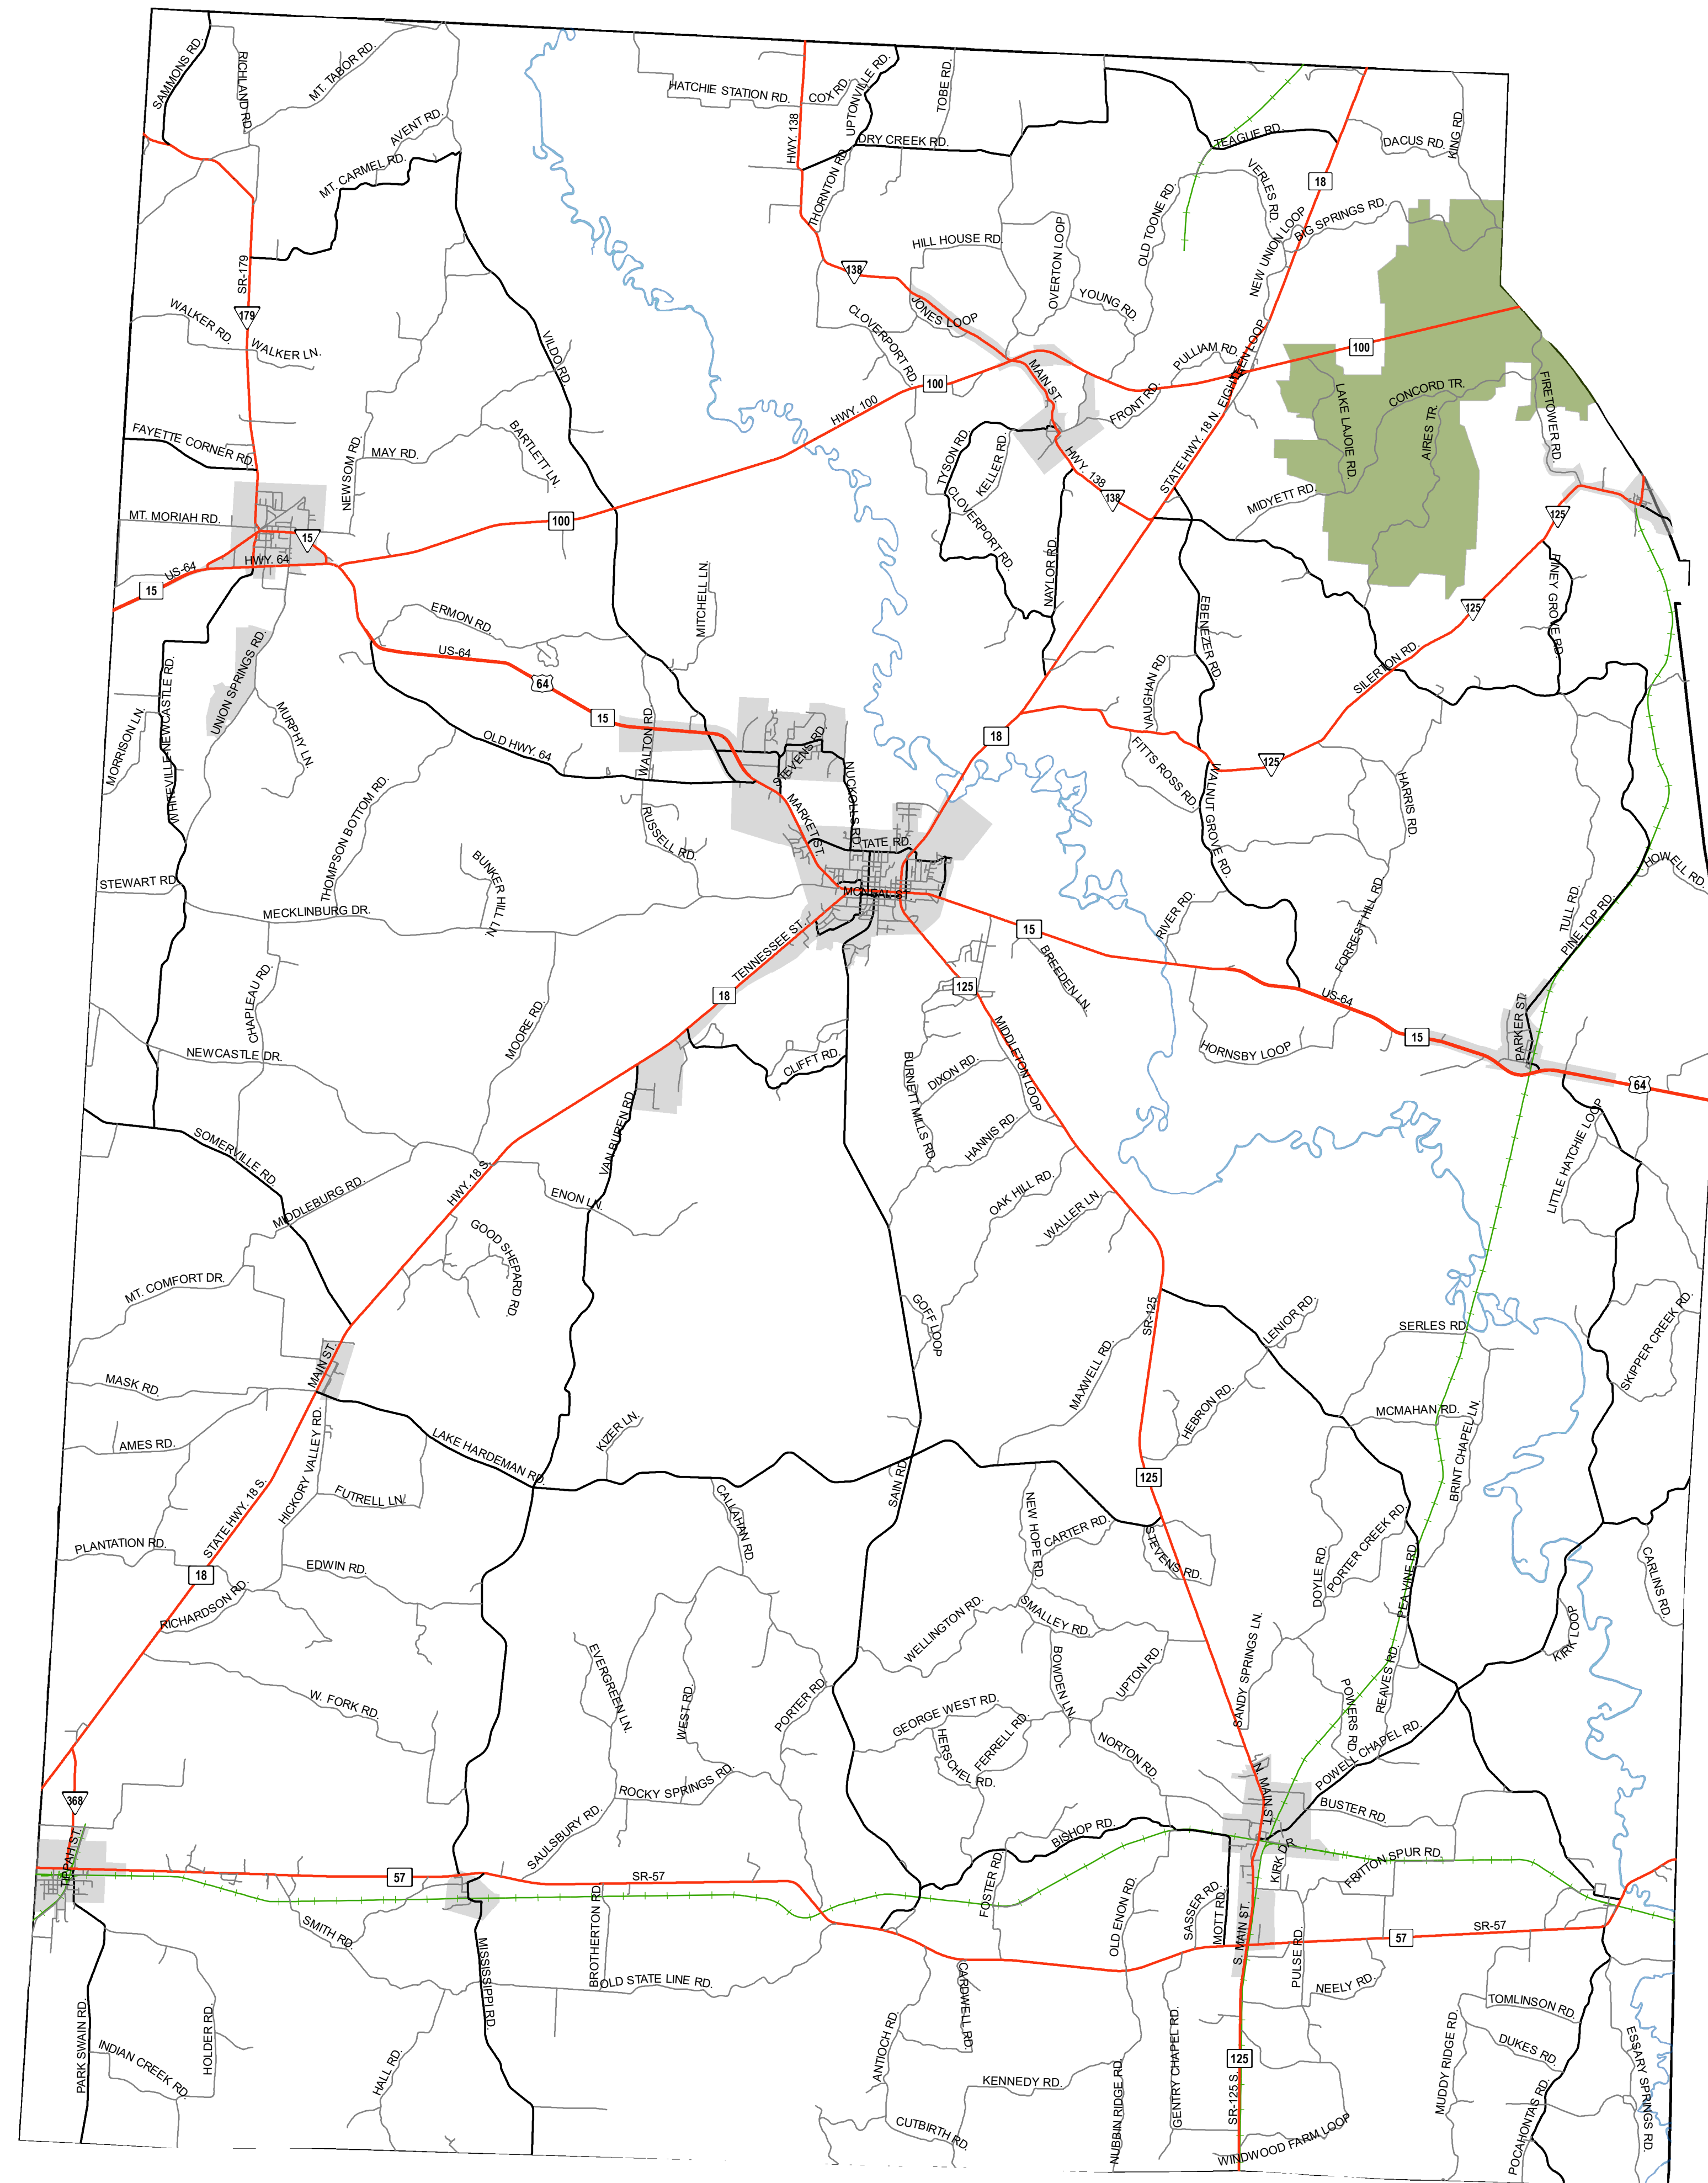 SAMMONS RD.
RICHLAND RD.
MT. TABOR RD.
AVENT RD.
MT. CARMEL RD.
HATCHIE STATION RD.
COX RD.
UPTONVILLE RD.
TOBE RD.
HWY. 138
DRY CREEK RD.
THORNTON RD.
TEAGUE RD.
DACUS RD.
KING RD.
18
VERLES RD.
OLD TOONE RD.
NEW UNION LOOP
BIG SPRINGS RD.
HILL HOUSE RD.
OVERTON LOOP
YOUNG RD.
138
JONES LOOP
CLOVERPORT RD.
SR-179
179
WALKER RD.
WALKER LN.
VILDO RD.
100
100
HWY. 100
MAIN ST.
PULLIAM RD.
FRONT RD.
STATE HWY. 18 N.
EIGHTEEN LOOP
LAKE LAJOIE RD.
CONCORD TR.
AIRES TR.
FIRETOWER RD.
FAYETTE CORNER RD.
NEWSOM RD.
MAY RD.
BARTLETT LN.
TYSON RD.
KELLER RD.
HWY. 138
138
MIDYETT RD.
CLOVERPORT RD.
MT. MORIAH RD.
100
15
HWY. 64
US-64
15
125
PINEY GROVE RD.
NAYLOR RD.
EBENEZER RD.
125
SILERTON RD.
MITCHELL LN.
ERMON RD.
US-64
64
15
UNION SPRINGS RD.
WHITEVILLE-NEWCASTLE RD.
MORRISON LN.
MURPHY LN.
OLD HWY. 64
WALTON RD.
STEVENS RD.
NUCKOLLS RD.
18
VAUGHAN RD.
FITTS ROSS RD.
125
WALNUT GROVE RD.
HARRIS RD.
THOMPSON BOTTOM RD.
RUSSELL RD.
MARKET ST.
TATE RD.
BUNKER HILL LN.
MCNEAL ST.
HOWELL RD.
STEWART RD.
MECKLINBURG DR.
TULL RD.
PINE TOP RD.
FORREST HILL RD.
RIVER RD.
15
BREEDEN LN.
TENNESSEE ST.
18
125
US-64
CHAPLEAU RD.
MOORE RD.
NEWCASTLE DR.
CLIFFT RD.
BURNETT MILLS RD.
DIXON RD.
MIDDLETON LOOP
HORNSBY LOOP
15
PARKER ST.
64
LITTLE HATCHIE LOOP
HANNIS RD.
VAN BUREN RD.
SOMERVILLE RD.
MIDDLEBURG RD.
HWY. 18 S.
ENON LN.
OAK HILL RD.
WALLER LN.
GOOD SHEPARD RD.
MT. COMFORT DR.
GOFF LOOP
SR-125
LENIOR RD.
SERLES RD.
SKIPPER CREEK RD.
MAIN ST.
MASK RD.
MAXWELL RD.
HEBRON RD.
MCMAHAN RD.
BRINT CHAPEL LN.
AMES RD.
HICKORY VALLEY RD.
LAKE HARDEMAN RD.
KIZER LN.
SAIN RD.
125
STATE HWY. 18 S.
FUTRELL LN.
CALLAHAN RD.
NEW HOPE RD.
CARTER RD.
STEVENS RD.
DOYLE RD.
PORTER CREEK RD.
PEA VINE RD.
CARLINS RD.
PLANTATION RD.
18
EDWIN RD.
RICHARDSON RD.
WELLINGTON RD.
SMALLEY RD.
SANDY SPRINGS LN.
KIRK LOOP
EVERGREEN LN.
WEST RD.
PORTER RD.
BOWDEN LN.
UPTON RD.
REAVES RD.
POWERS RD.
W. FORK RD.
GEORGE WEST RD.
HERSCHEL RD.
FERRELL RD.
NORTON RD.
POWELL CHAPEL RD.
368
ROCKY SPRINGS RD.
N. MAIN ST.
BUSTER RD.
SAULSBURY RD.
BISHOP RD.
KIRK DR.
FRITTON SPUR RD.
TIPPAH ST.
57
SR-57
FOSTER RD.
OLD ENON RD.
SASSER RD.
MOTT RD.
S. MAIN ST.
PULSE RD.
57
SR-57
SMITH RD.
MISSISSIPPI RD.
BROTHERTON RD.
OLD STATE LINE RD.
CARDWELL RD.
NEELY RD.
TOMLINSON RD.
DUKES RD.
ESSARY SPRINGS RD.
MUDDY RIDGE RD.
PARK SWAIN RD.
HOLDER RD.
INDIAN CREEK RD.
HALL RD.
ANTIOCH RD.
KENNEDY RD.
CUTBIRTH RD.
NUBBIN RIDGE RD.
GENTRY CHAPEL RD.
125
SR-125 S.
WINDWOOD FARM LOOP
POCAHONTAS RD.